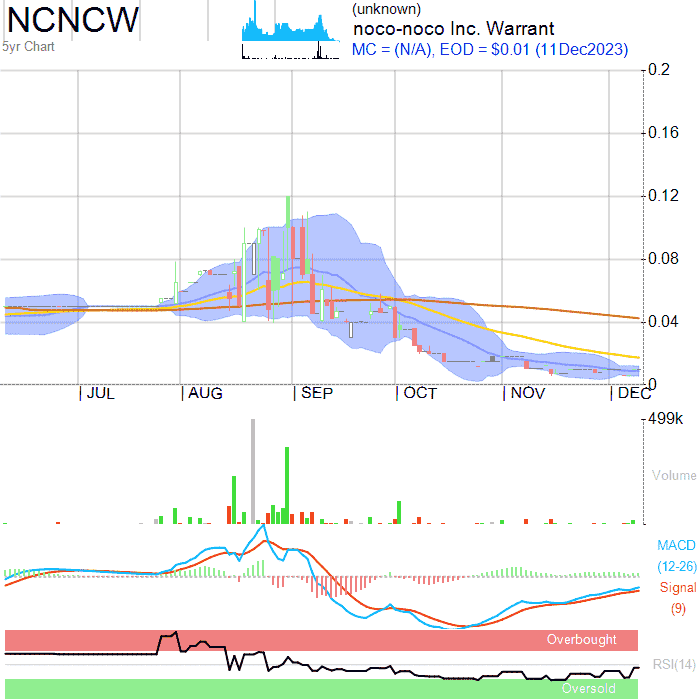 NCNCW
5yr Chart
(unknown)
noco-noco Inc. Warrant
MC = (N/A), EOD = $0.01 (11Dec2023)
0.2
0.16
0.12
0.08
0.04
0
JUL AUG SEP OCT NOV DEC
499k
Volume
MACD
(12-26)
Signal
(9)
Overbought
RSI(14)
Oversold